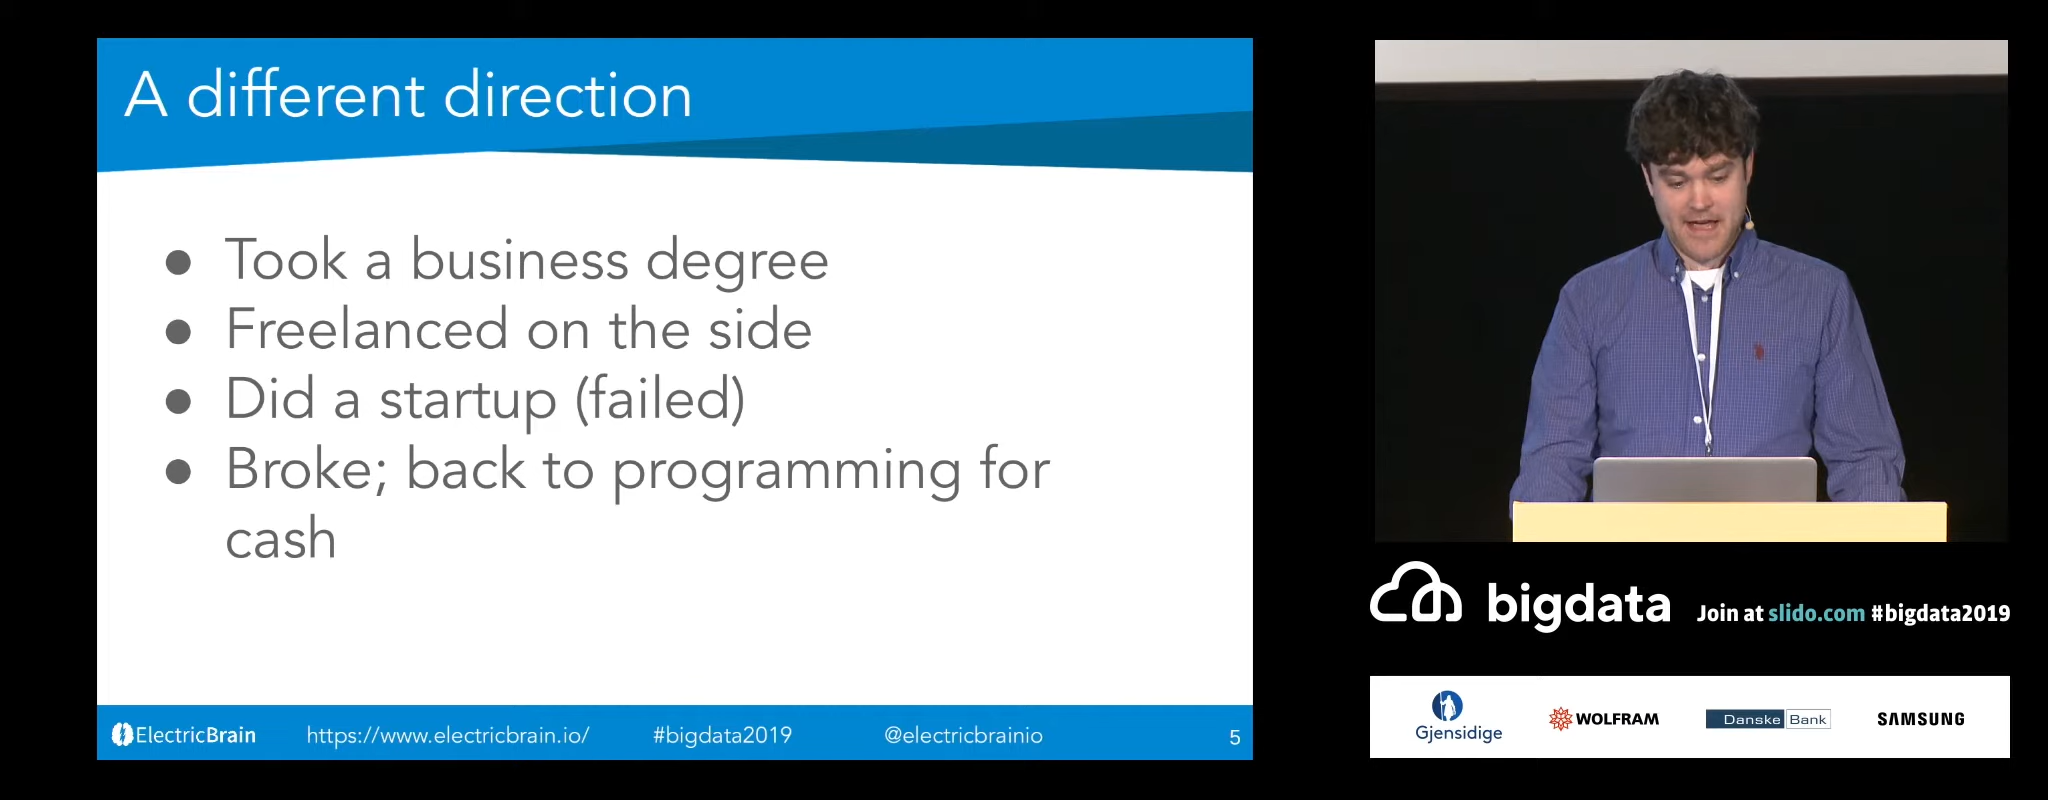 A different direction
● Took a business degree
● Freelanced on the side
● Did a startup (failed)
● Broke; back to programming for
cash
ElectricBrain https://www.electricbrain.io/ #bigdata2019 @electricbrainio 5
bigdata Join at slido.com #bigdata2019
Gjensidige WOLFRAM Danske Bank SAMSUNG